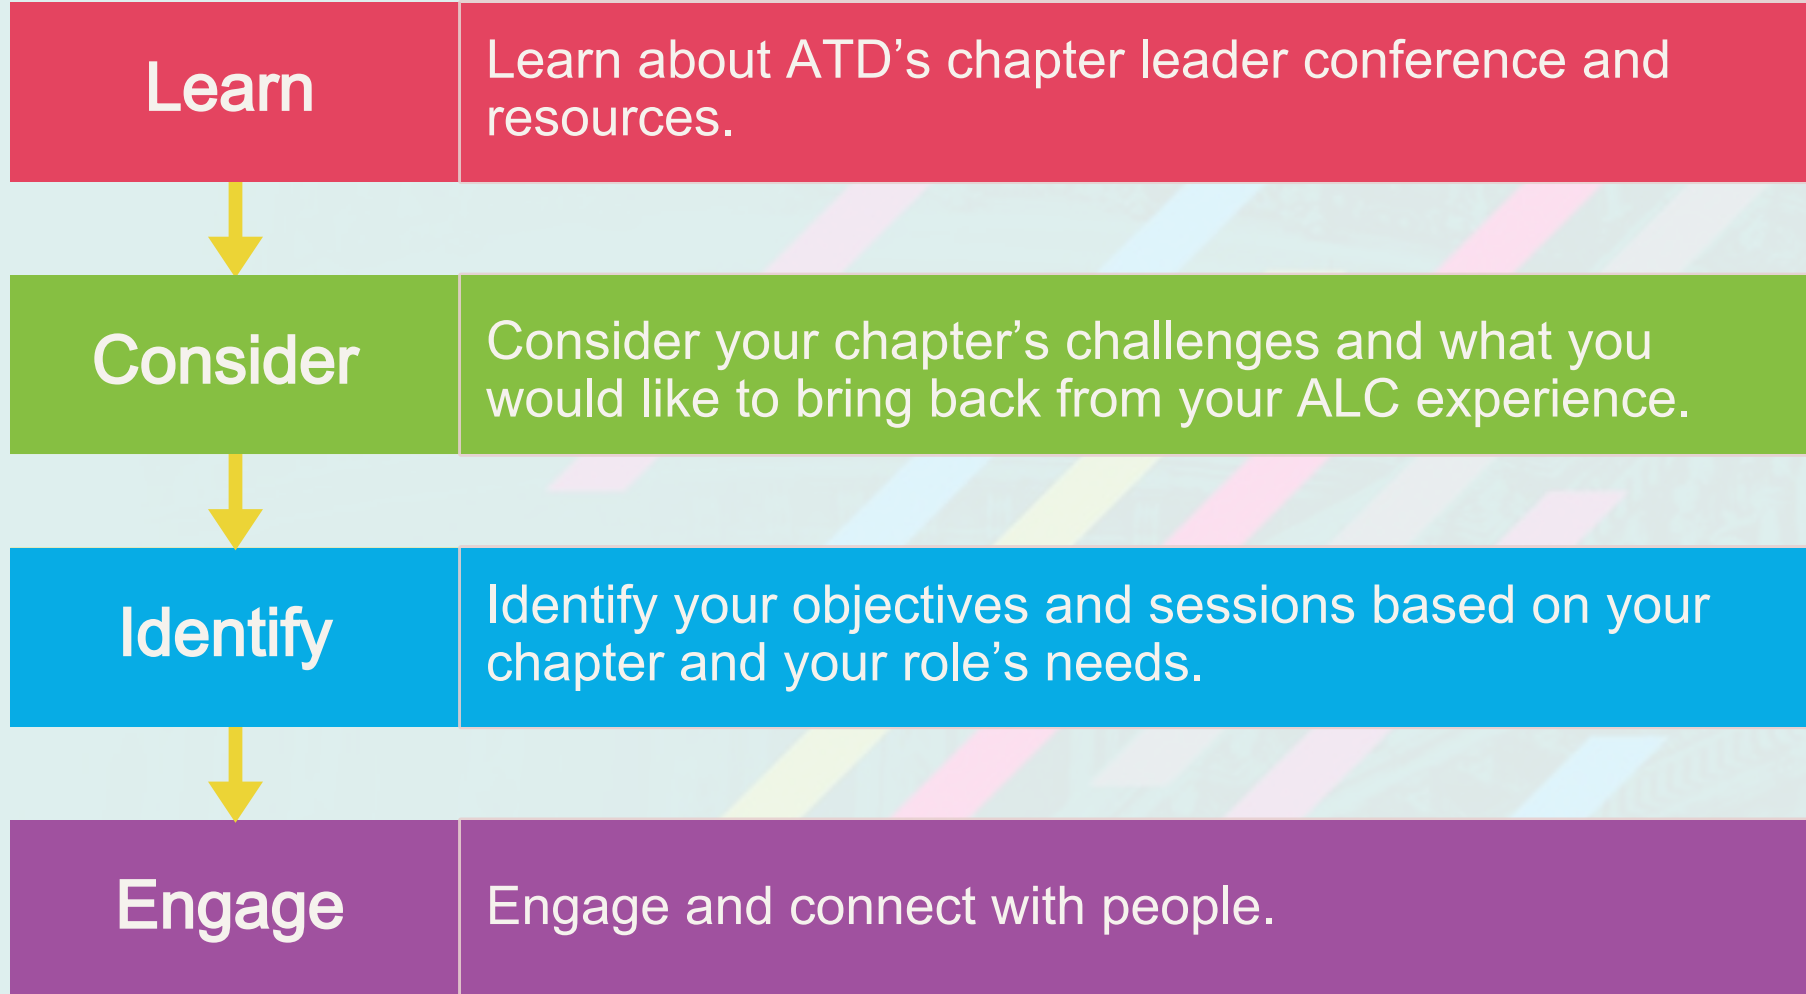 Learn
Learn about ATD’s chapter leader conference and
resources.
Consider
Consider your chapter’s challenges and what you
would like to bring back from your ALC experience.
Identify
Identify your objectives and sessions based on your
chapter and your role’s needs.
Engage
Engage and connect with people.